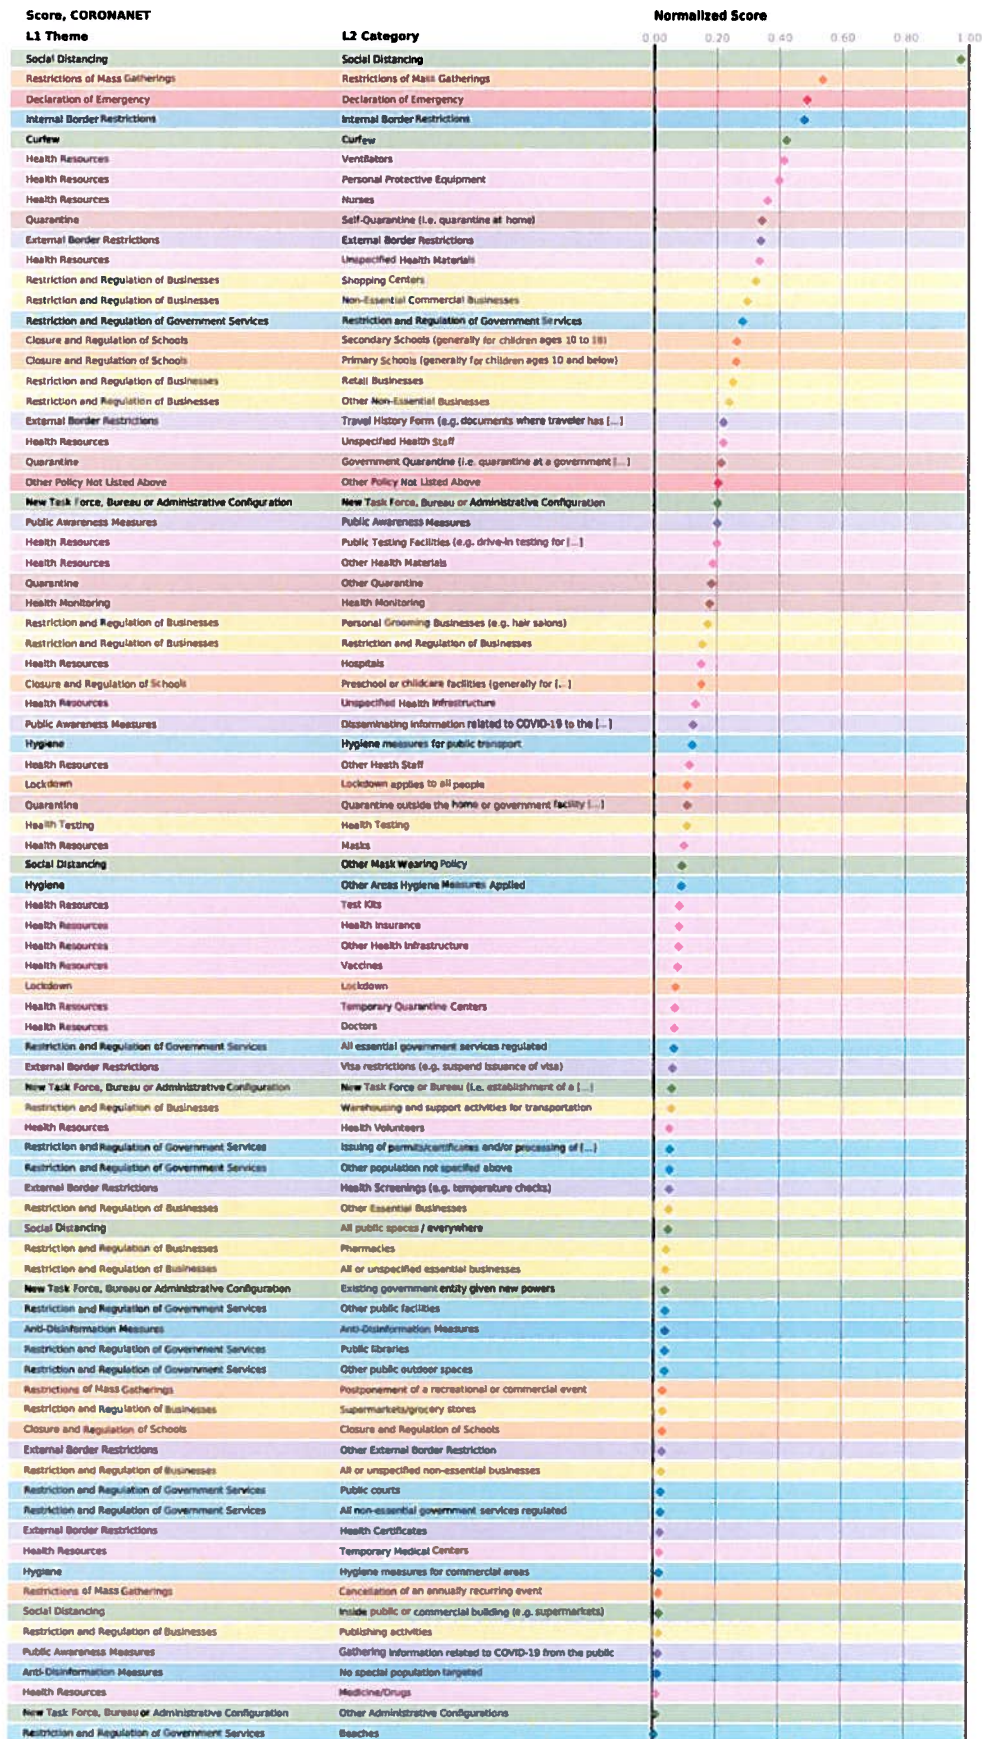 Score, CORONANET Normalized Score
L1 Theme L2 Category 0.00 0.20 0.40 0.60 0.80 1.00
Social Distancing Social Distancing
Restrictions of Mass Gatherings Restrictions of Mass Gatherings
Declaration of Emergency Declaration of Emergency
Internal Border Restrictions Internal Border Restrictions
Curfew Curfew
Health Resources Ventilators
Health Resources Personal Protective Equipment
Health Resources Nurses
Quarantine Self-Quarantine (i.e. quarantine at home)
External Border Restrictions External Border Restrictions
Health Resources Unspecified Health Materials
Restriction and Regulation of Businesses Shopping Centers
Restriction and Regulation of Businesses Non-Essential Commercial Businesses
Restriction and Regulation of Government Services Restriction and Regulation of Government Services
Closure and Regulation of Schools Secondary Schools (generally for children ages 10 to 18)
Closure and Regulation of Schools Primary Schools (generally for children ages 10 and below)
Restriction and Regulation of Businesses Retail Businesses
Restriction and Regulation of Businesses Other Non-Essential Businesses
External Border Restrictions Travel History Form (e.g. documents where traveler has [...]
Health Resources Unspecified Health Staff
Quarantine Government Quarantine (i.e. quarantine at a government [...]
Other Policy Not Listed Above Other Policy Not Listed Above
New Task Force, Bureau or Administrative Configuration New Task Force, Bureau or Administrative Configuration
Public Awareness Measures Public Awareness Measures
Health Resources Public Testing Facilities (e.g. drive-in testing for [...]
Health Resources Other Health Materials
Quarantine Other Quarantine
Health Monitoring Health Monitoring
Restriction and Regulation of Businesses Personal Grooming Businesses (e.g. hair salons)
Restriction and Regulation of Businesses Restriction and Regulation of Businesses
Health Resources Hospitals
Closure and Regulation of Schools Preschool or childcare facilities (generally for [...]
Health Resources Unspecified Health Infrastructure
Public Awareness Measures Disseminating information related to COVID-19 to the [...]
Hygiene Hygiene measures for public transport
Health Resources Other Heath Staff
Lockdown Lockdown applies to all people
Quarantine Quarantine outside the home or government facility [...]
Health Testing Health Testing
Health Resources Masks
Social Distancing Other Mask Wearing Policy
Hygiene Other Areas Hygiene Measures Applied
Health Resources Test Kits
Health Resources Health Insurance
Health Resources Other Health Infrastructure
Health Resources Vaccines
Lockdown Lockdown
Health Resources Temporary Quarantine Centers
Health Resources Doctors
Restriction and Regulation of Government Services All essential government services regulated
External Border Restrictions Visa restrictions (e.g. suspend issuance of visa)
New Task Force, Bureau or Administrative Configuration New Task Force or Bureau (i.e. establishment of a [...]
Restriction and Regulation of Businesses Warehousing and support activities for transportation
Health Resources Health Volunteers
Restriction and Regulation of Government Services Issuing of permits/certificates and/or processing of [...]
Restriction and Regulation of Government Services Other population not specifed above
External Border Restrictions Health Screenings (e.g. temperature checks)
Restriction and Regulation of Businesses Other Essential Businesses
Social Distancing All public spaces / everywhere
Restriction and Regulation of Businesses Pharmacies
Restriction and Regulation of Businesses All or unspecified essential businesses
New Task Force, Bureau or Administrative Configuration Existing government entity given new powers
Restriction and Regulation of Government Services Other public facilities
Anti-Disinformation Measures Anti-Disinformation Measures
Restriction and Regulation of Government Services Public libraries
Restriction and Regulation of Government Services Other public outdoor spaces
Restrictions of Mass Gatherings Postponement of a recreational or commercial event
Restriction and Regulation of Businesses Supermarkets/grocery stores
Closure and Regulation of Schools Closure and Regulation of Schools
External Border Restrictions Other External Border Restriction
Restriction and Regulation of Businesses All or unspecified non-essential businesses
Restriction and Regulation of Government Services Public courts
Restriction and Regulation of Government Services All non-essential government services regulated
External Border Restrictions Health Certificates
Health Resources Temporary Medical Centers
Hygiene Hygiene measures for commercial areas
Restrictions of Mass Gatherings Cancellation of an annually recurring event
Social Distancing Inside public or commercial building (e.g. supermarkets)
Restriction and Regulation of Businesses Publishing activities
Public Awareness Measures Gathering information related to COVID-19 from the public
Anti-Disinformation Measures No special population targeted
Health Resources Medicine/Drugs
New Task Force, Bureau or Administrative Configuration Other Administrative Configurations
Restriction and Regulation of Government Services Beaches